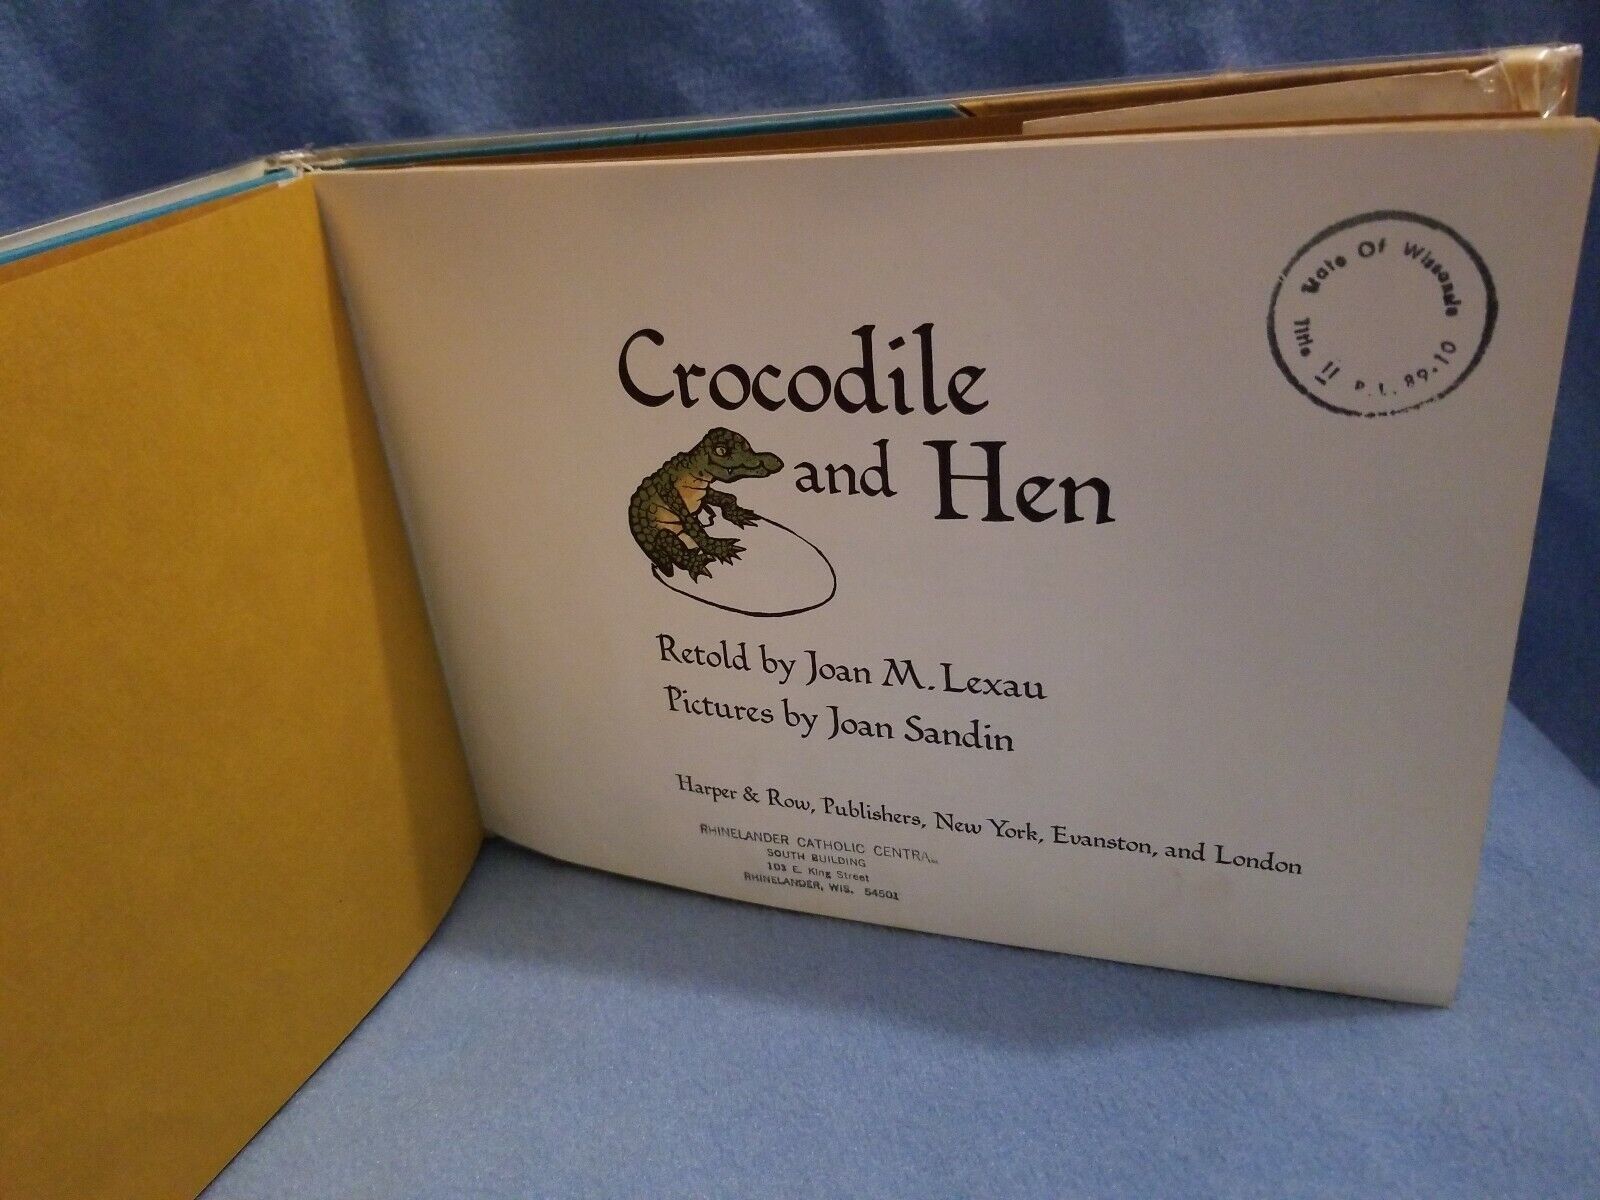 Crocodile
and Hen
Retold by Joan M. Lexau
Pictures by Joan Sandin
Harper & Row, Publishers, New York, Evanston, and London
RHINELANDER CATHOLIC CENTRAL
SOUTH BUILDING
103 E. King Street
RHINELANDER, WIS. 54501
State Of Wisconsin
Title II P.L. 89-10